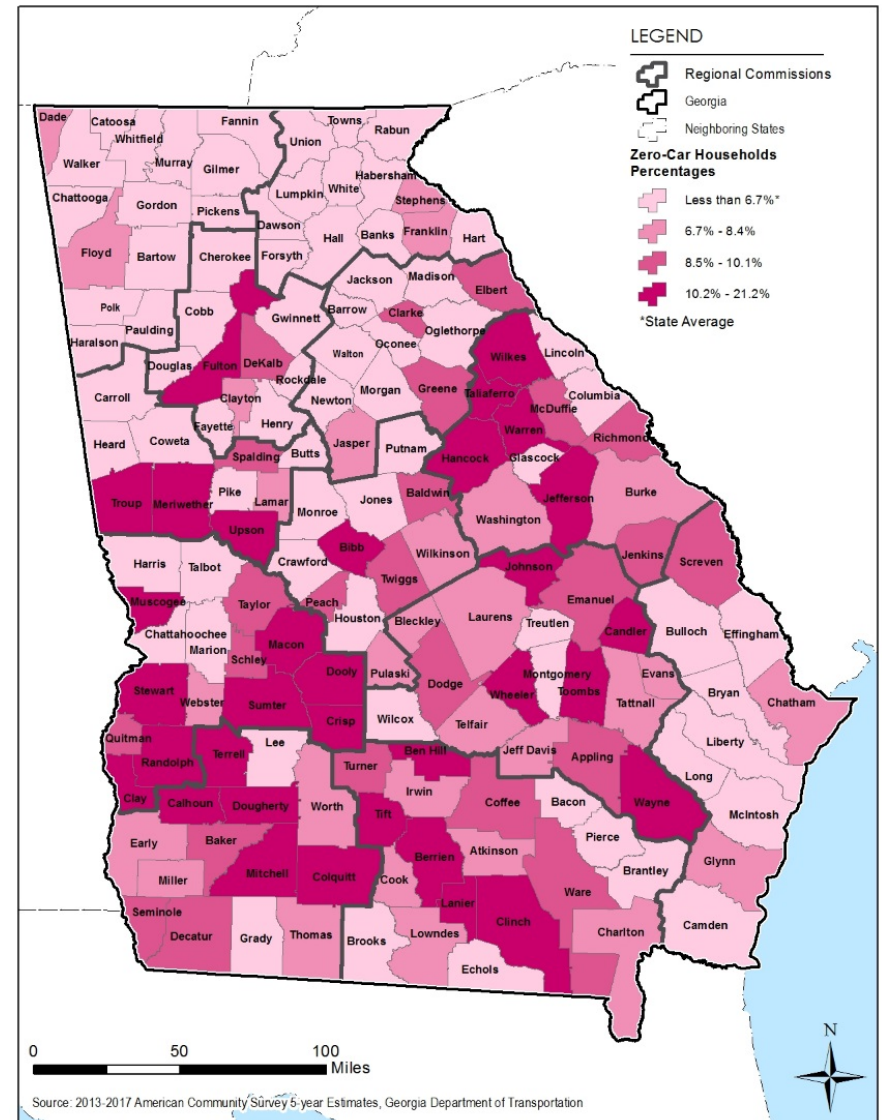 LEGEND
Regional Commissions
Georgia
Neighboring States
Zero-Car Households
Percentages
Less than 6.7%*
6.7% - 8.4%
8.5% - 10.1%
10.2% - 21.2%
*State Average
Dade
Catoosa
Whitfield
Fannin
Towns
Union
Rabun
Walker
Murray
Gilmer
Habersham
White
Lumpkin
Stephens
Chattooga
Gordon
Pickens
Dawson
Hall
Banks
Franklin
Hart
Floyd
Bartow
Cherokee
Forsyth
Jackson
Madison
Elbert
Polk
Cobb
Gwinnett
Barrow
Clarke
Oglethorpe
Paulding
Haralson
Oconee
Walton
Wilkes
Lincoln
Douglas
Fulton
DeKalb
Rockdale
Carroll
Clayton
Newton
Morgan
Greene
Taliaferro
Columbia
McDuffie
Fayette
Henry
Warren
Richmond
Heard
Coweta
Spalding
Butts
Jasper
Putnam
Hancock
Glascock
Troup
Meriwether
Pike
Lamar
Monroe
Jones
Baldwin
Jefferson
Burke
Washington
Upson
Bibb
Wilkinson
Jenkins
Screven
Harris
Talbot
Crawford
Twiggs
Johnson
Muscogee
Taylor
Peach
Houston
Bleckley
Laurens
Emanuel
Treutlen
Candler
Bulloch
Effingham
Chattahoochee
Marion
Macon
Schley
Dooly
Pulaski
Dodge
Montgomery
Wheeler
Toombs
Evans
Tattnall
Bryan
Chatham
Stewart
Webster
Sumter
Crisp
Wilcox
Telfair
Quitman
Randolph
Terrell
Lee
Turner
Ben Hill
Jeff Davis
Appling
Liberty
Long
Clay
Calhoun
Dougherty
Worth
Irwin
Tift
Coffee
Bacon
Wayne
McIntosh
Early
Baker
Mitchell
Colquitt
Berrien
Cook
Atkinson
Pierce
Brantley
Glynn
Miller
Lanier
Clinch
Ware
Seminole
Decatur
Grady
Thomas
Brooks
Lowndes
Echols
Charlton
Camden
0 50 100
Miles
N
Source: 2013-2017 American Community Survey 5-year Estimates, Georgia Department of Transportation